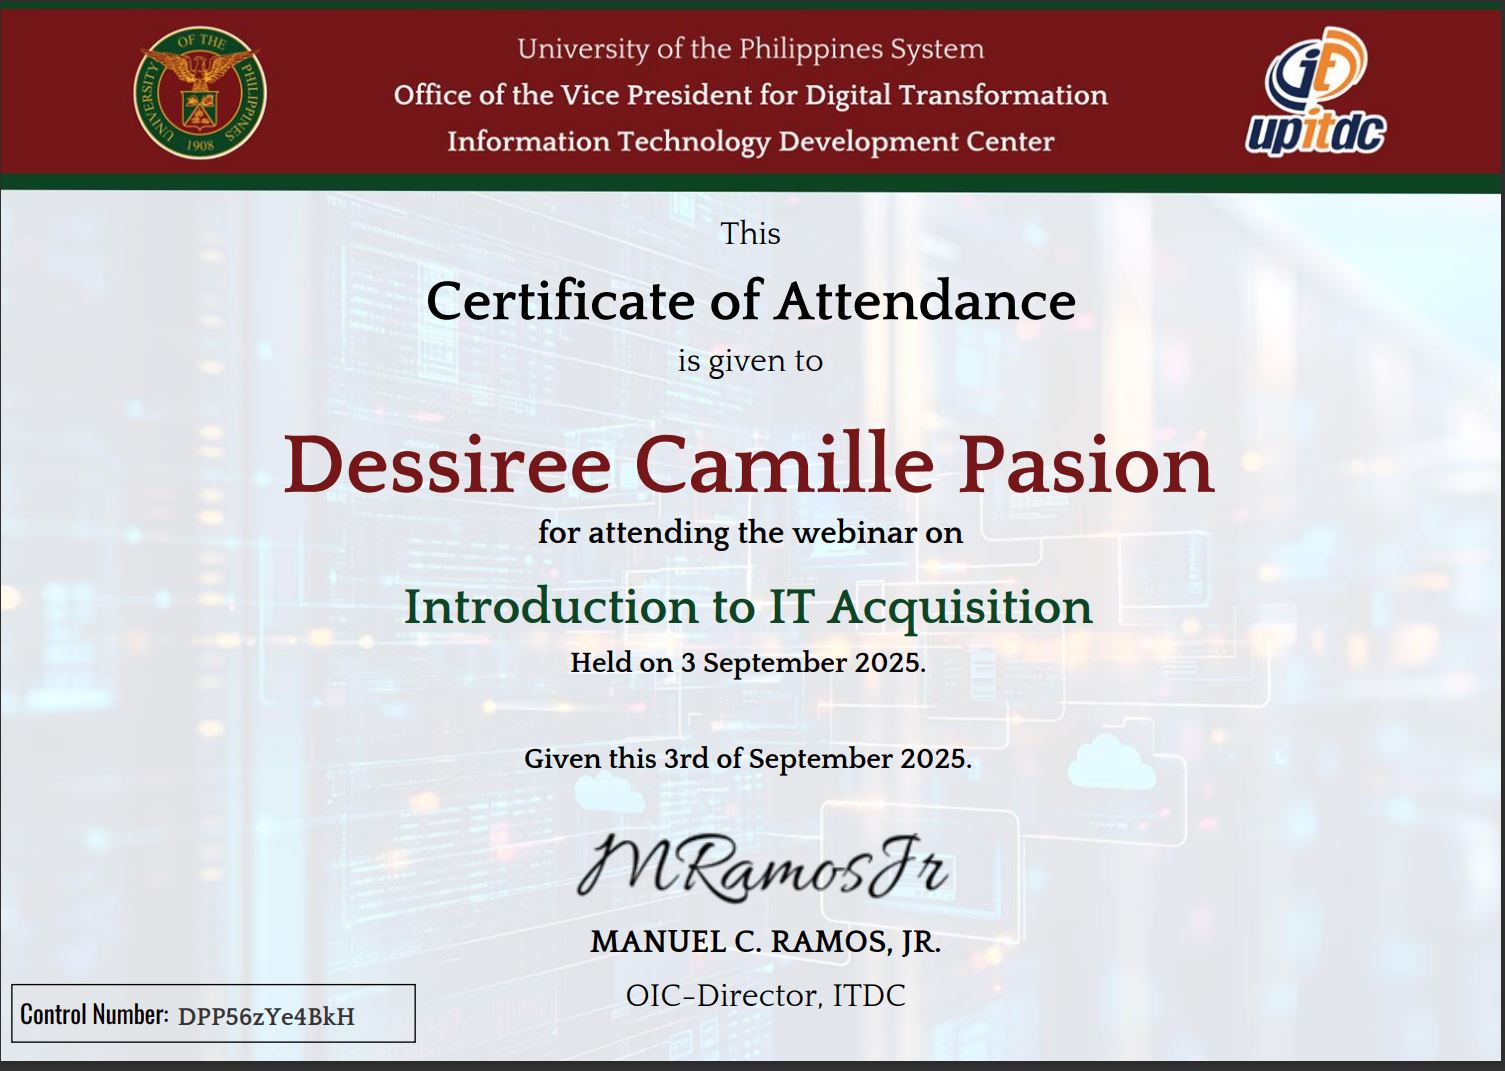 UNIVERSITY OF THE PHILIPPINES
1908
University of the Philippines System
Office of the Vice President for Digital Transformation
Information Technology Development Center
it
upitdc
This
Certificate of Attendance
is given to
Dessiree Camille Pasion
for attending the webinar on
Introduction to IT Acquisition
Held on 3 September 2025.
Given this 3rd of September 2025.
MRamosJr
MANUEL C. RAMOS, JR.
OIC-Director, ITDC
Control Number: DPP56zYe4BkH